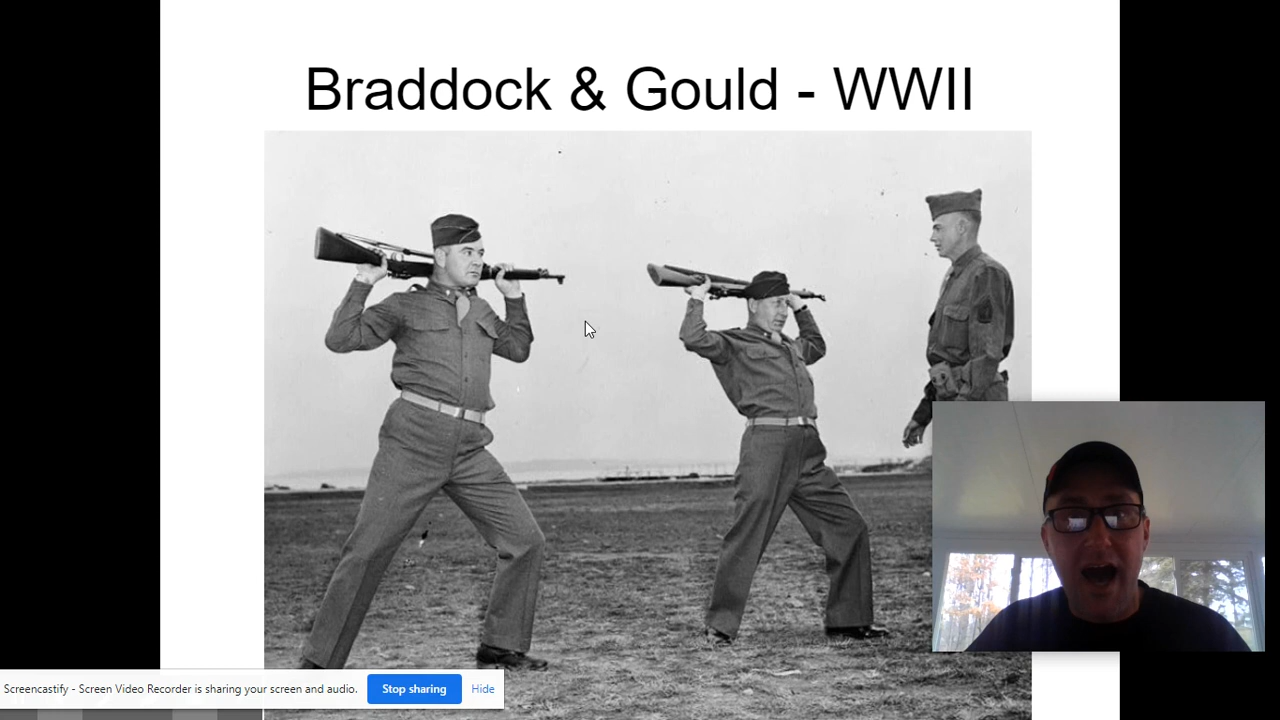 Braddock & Gould - WWII
Screencastify - Screen Video Recorder is sharing your screen and audio.
Stop sharing
Hide